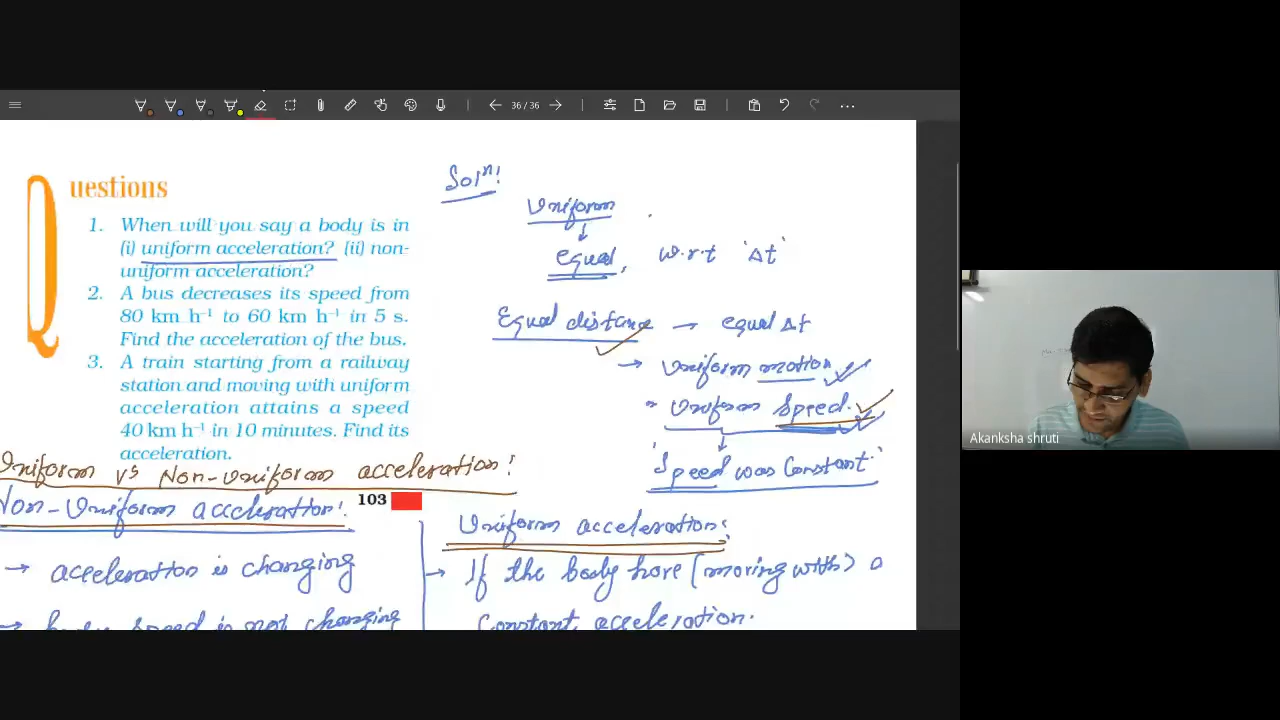 36/36
Questions
1. When will you say a body is in
(i) uniform acceleration? (ii) non-
uniform acceleration?
2. A bus decreases its speed from
80 km h⁻¹ to 60 km h⁻¹ in 5 s.
Find the acceleration of the bus.
3. A train starting from a railway
station and moving with uniform
acceleration attains a speed
40 km h⁻¹ in 10 minutes. Find its
acceleration.
103
Solⁿ!
Uniform
↓
equal, w.r.t 'Δt'
Equal distance → equal Δt
→ Uniform motion
" Uniform Speed.
↓
'Speed was Constant'
Uniform vs Non-Uniform acceleration!
Non-Uniform acceleration!
→ acceleration is changing
→ body speed is not changing
Uniform acceleration:
→ If the body have (moving with) a
Constant acceleration.
Akanksha shruti